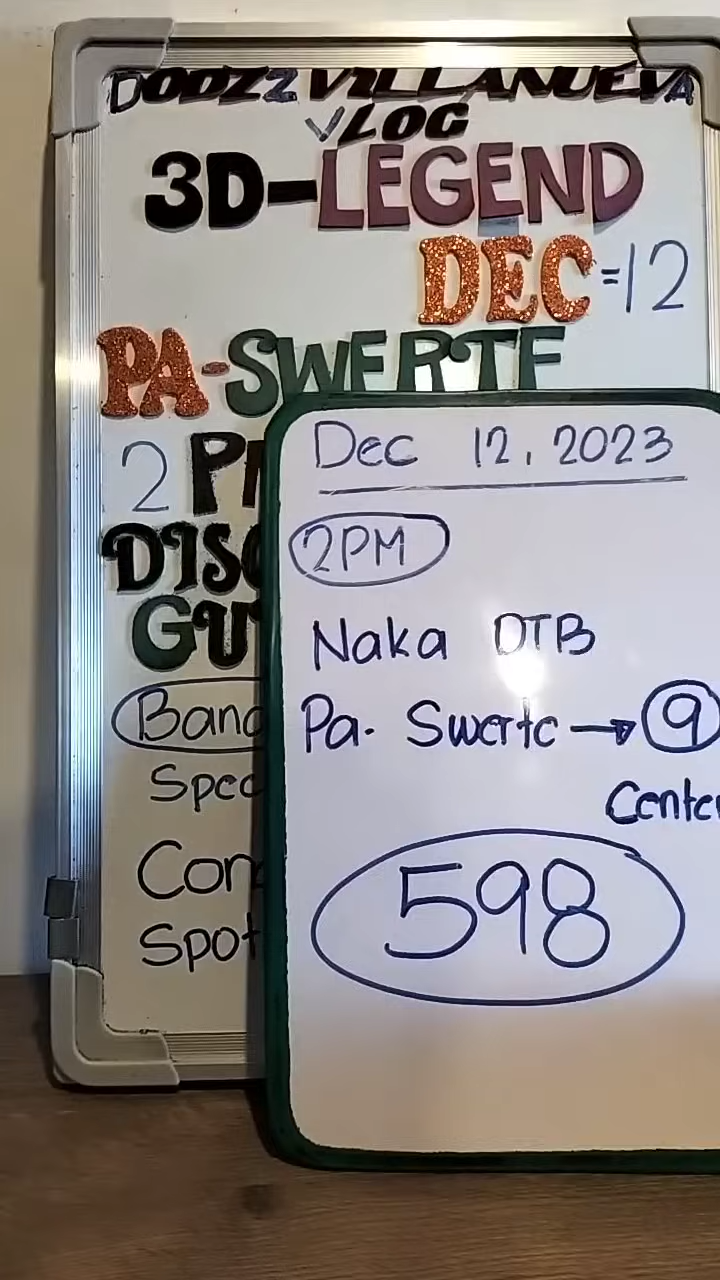 DODZZ VILLANUEVA
VLOG
3D-LEGEND
DEC=12
PA-SWERTE
2
Dec 12, 2023
2PM
Naka DTB
Pa. Swerte → 9
598